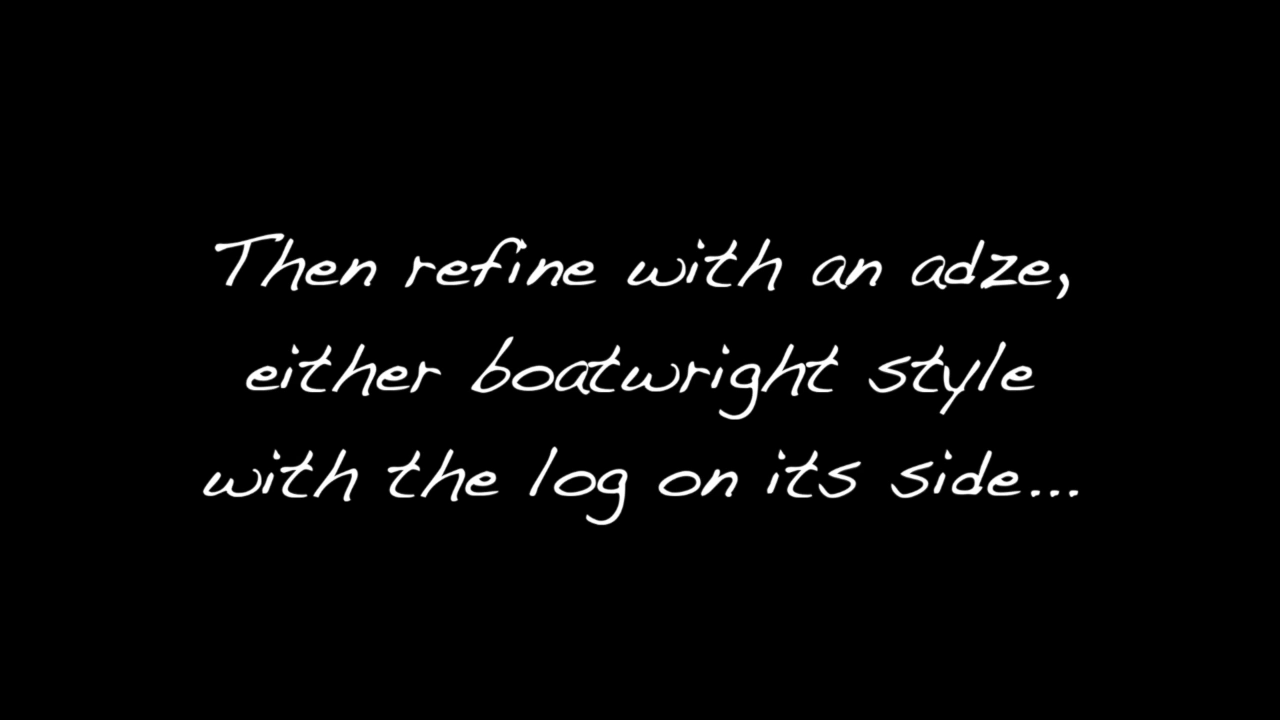 Then refine with an adze,
either boatwright style
with the log on its side...